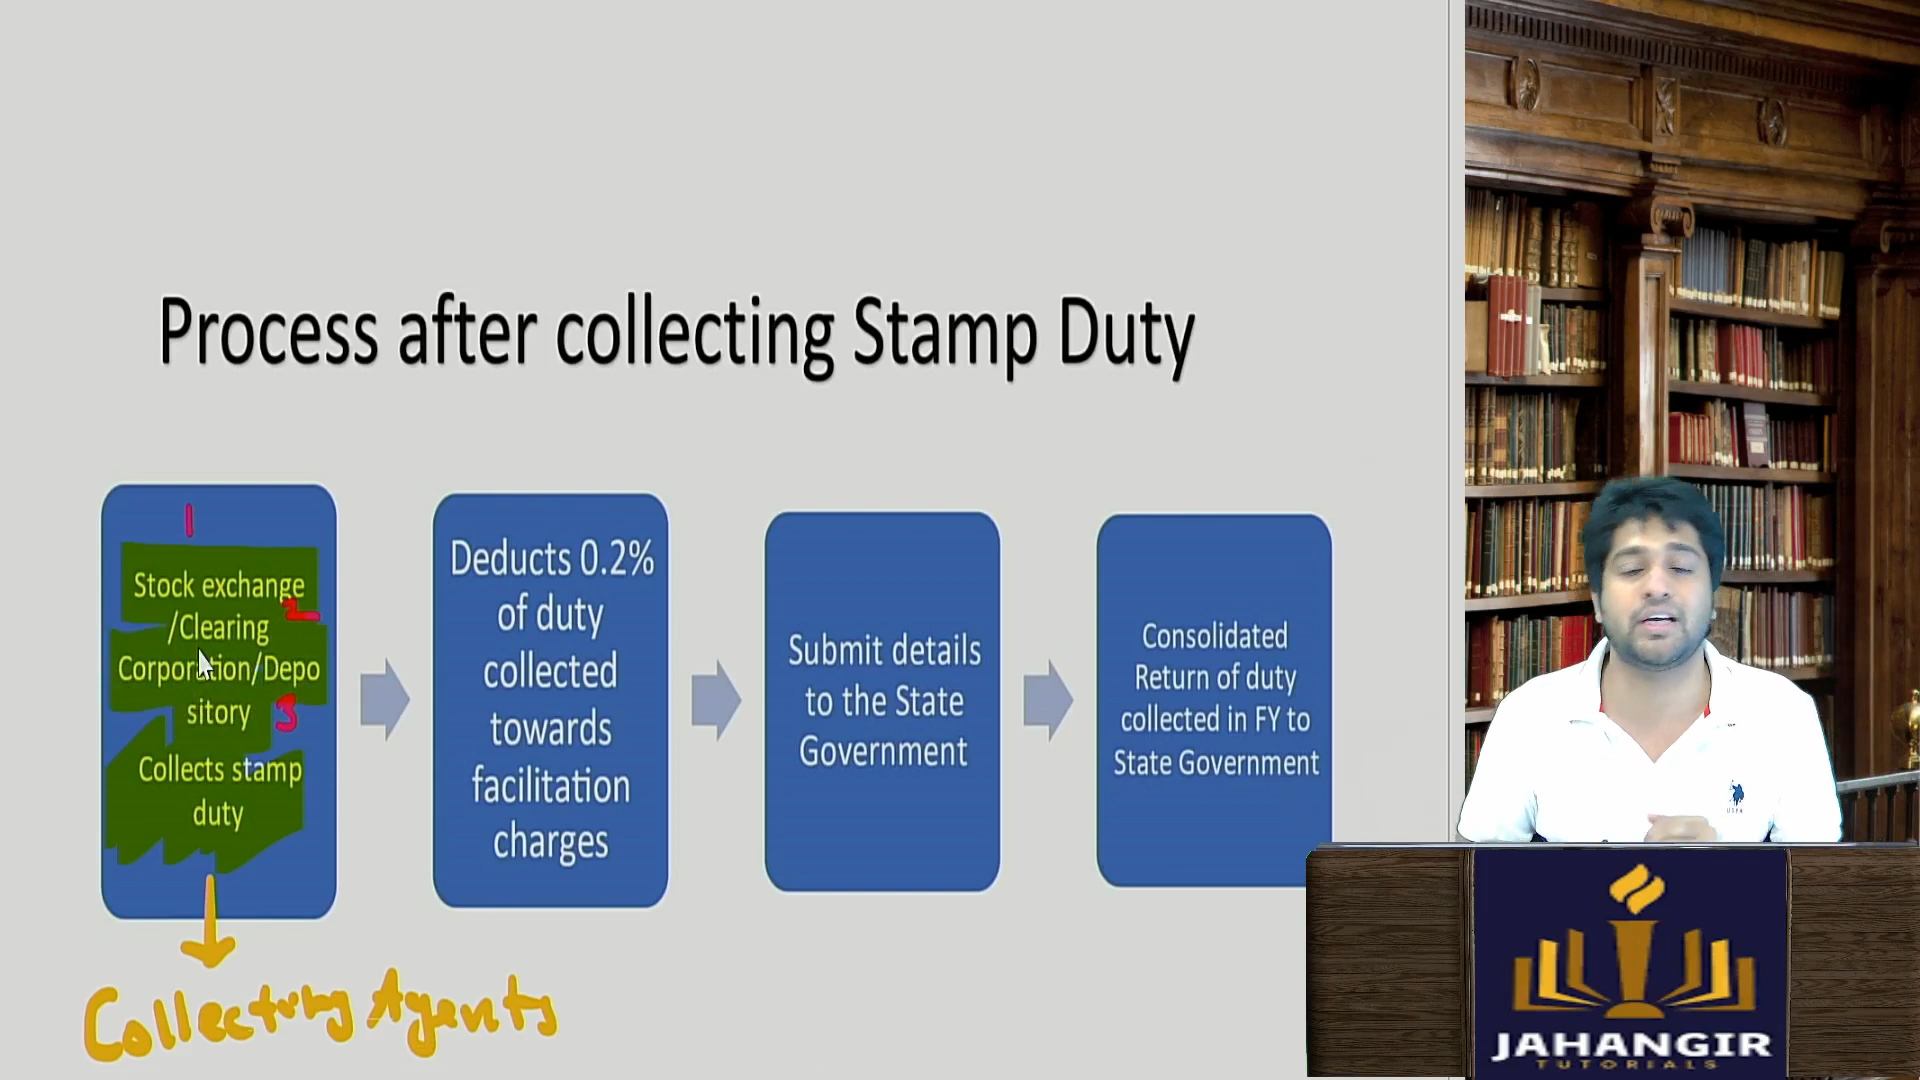 Process after collecting Stamp Duty
1
Stock exchange
2
/Clearing
Corporation/Depo
sitory
3
Collects stamp
duty
Deducts 0.2%
of duty
collected
towards
facilitation
charges
Submit details
to the State
Government
Consolidated
Return of duty
collected in FY to
State Government
Collecting Agents
USPA
JAHANGIR
TUTORIALS